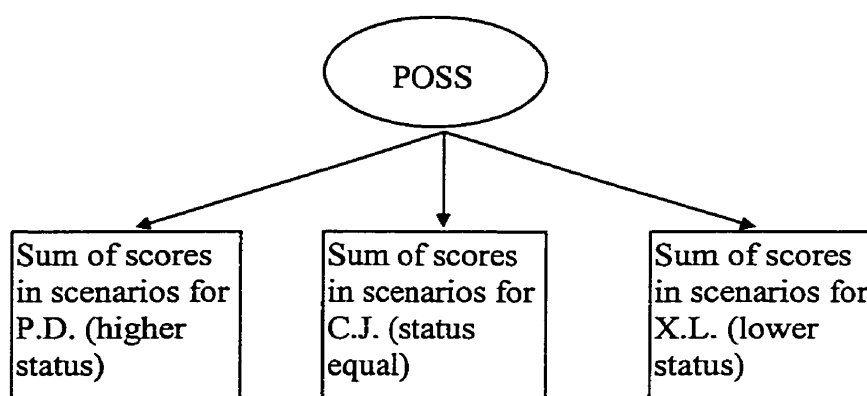 POSS
Sum of scores
in scenarios for
P.D. (higher
status)
Sum of scores
in scenarios for
C.J. (status
equal)
Sum of scores
in scenarios for
X.L. (lower
status)